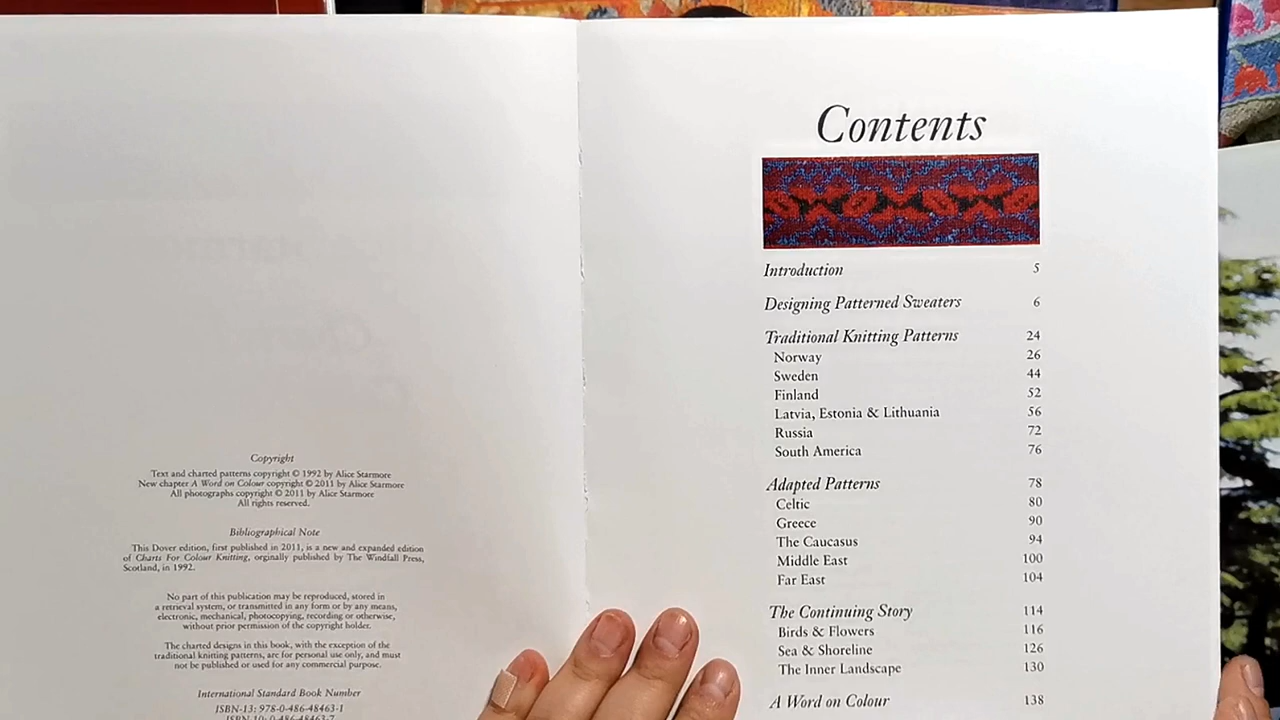 Copyright
Text and charted patterns copyright © 1992 by Alice Starmore
New chapter A Word on Colour copyright © 2011 by Alice Starmore
All photographs copyright © 2011 by Alice Starmore
All rights reserved.
Bibliographical Note
This Dover edition, first published in 2011, is a new and expanded edition
of Charts For Colour Knitting, orginally published by The Windfall Press,
Scotland, in 1992.
No part of this publication may be reproduced, stored in
a retrieval system, or transmitted in any form or by any means,
electronic, mechanical, photocopying, recording or otherwise,
without prior permission of the copyright holder.
The charted designs in this book, with the exception of the
traditional knitting patterns, are for personal use only, and must
not be published or used for any commercial purpose.
International Standard Book Number
ISBN-13: 978-0-486-48463-1
ISBN-10: 0-486-48463-7
Contents
Introduction 5
Designing Patterned Sweaters 6
Traditional Knitting Patterns 24
Norway 26
Sweden 44
Finland 52
Latvia, Estonia & Lithuania 56
Russia 72
South America 76
Adapted Patterns 78
Celtic 80
Greece 90
The Caucasus 94
Middle East 100
Far East 104
The Continuing Story 114
Birds & Flowers 116
Sea & Shoreline 126
The Inner Landscape 130
A Word on Colour 138